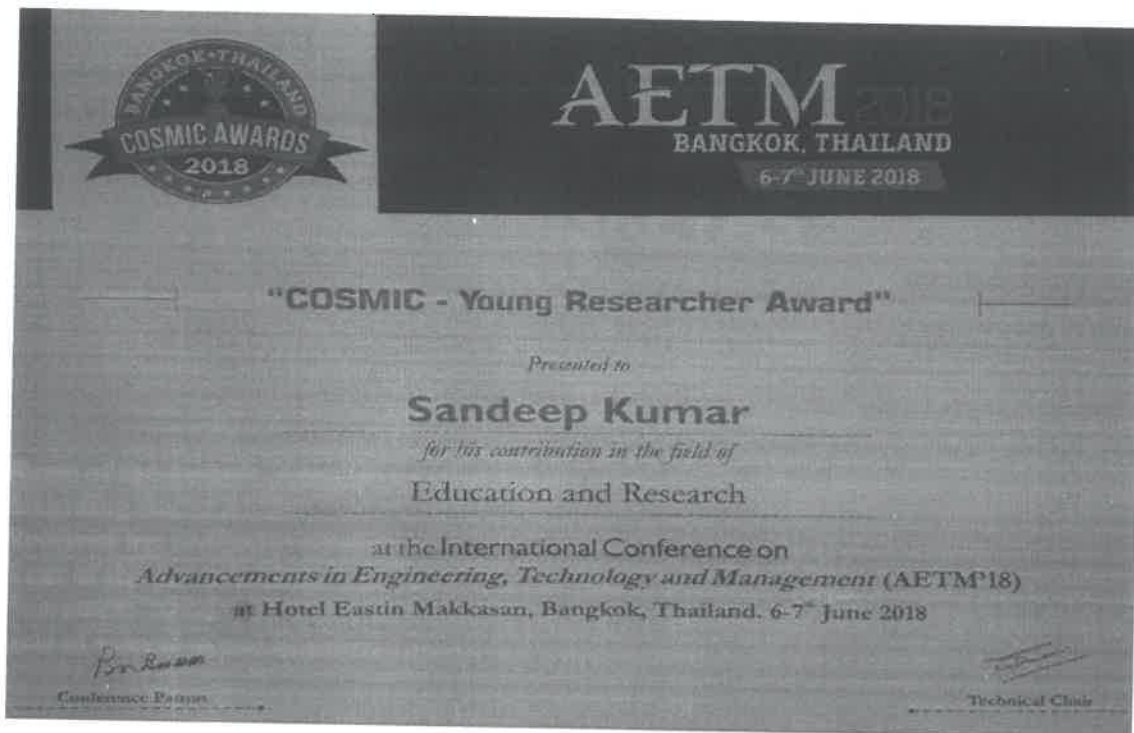 BANGKOK • THAILAND
COSMIC AWARDS
2018
AETM 2018
BANGKOK, THAILAND
6-7th JUNE 2018
"COSMIC - Young Researcher Award"
Presented to
Sandeep Kumar
for his contribution in the field of
Education and Research
at the International Conference on
Advancements in Engineering, Technology and Management (AETM'18)
at Hotel Eastin Makkasan, Bangkok, Thailand. 6-7th June 2018
Conference Patron
Technical Chair